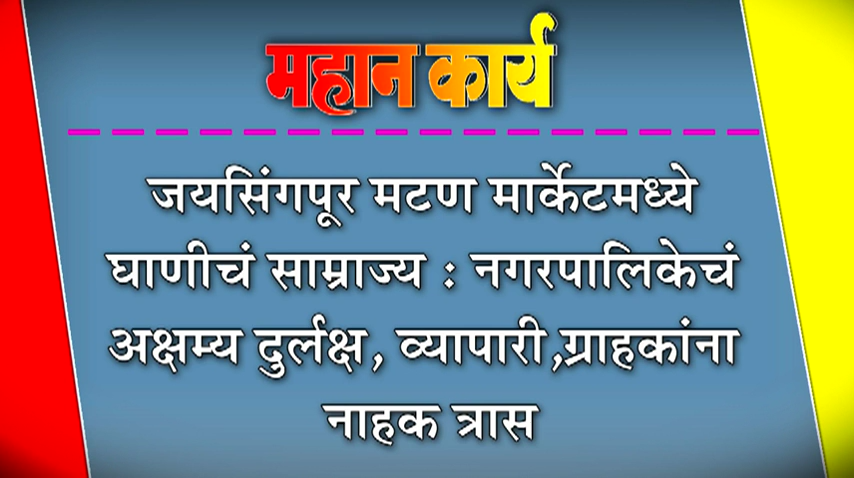 महान कार्य
जयसिंगपूर मटण मार्केटमध्ये
घाणीचं साम्राज्य : नगरपालिकेचं
अक्षम्य दुर्लक्ष, व्यापारी,ग्राहकांना
नाहक त्रास